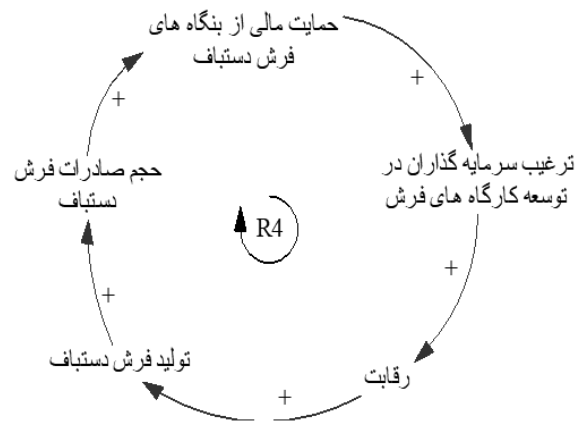 حمایت مالی از بنگاه های
فرش دستباف
+
ترغیب سرمایه گذاران در
توسعه کارگاه های فرش
+
رقابت
+
تولید فرش دستباف
+
حجم صادرات فرش
دستباف
+
R4